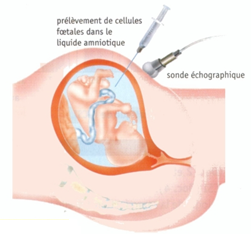 prélèvement de cellules
fœtales dans le
liquide amniotique
sonde échographique